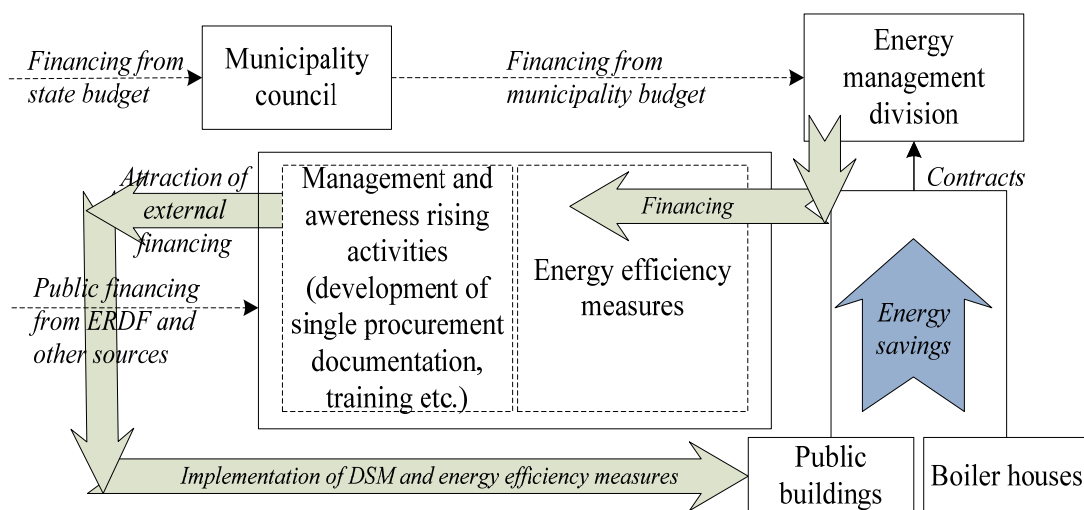 Financing from
state budget
Municipality
council
Financing from
municipality budget
Energy
management
division
Attraction of
external
financing
Management and
awereness rising
activities
(development of
single procurement
documentation,
training etc.)
Financing
Energy efficiency
measures
Contracts
Public financing
from ERDF and
other sources
Energy
savings
Implementation of DSM and energy efficiency measures
Public
buildings
Boiler houses